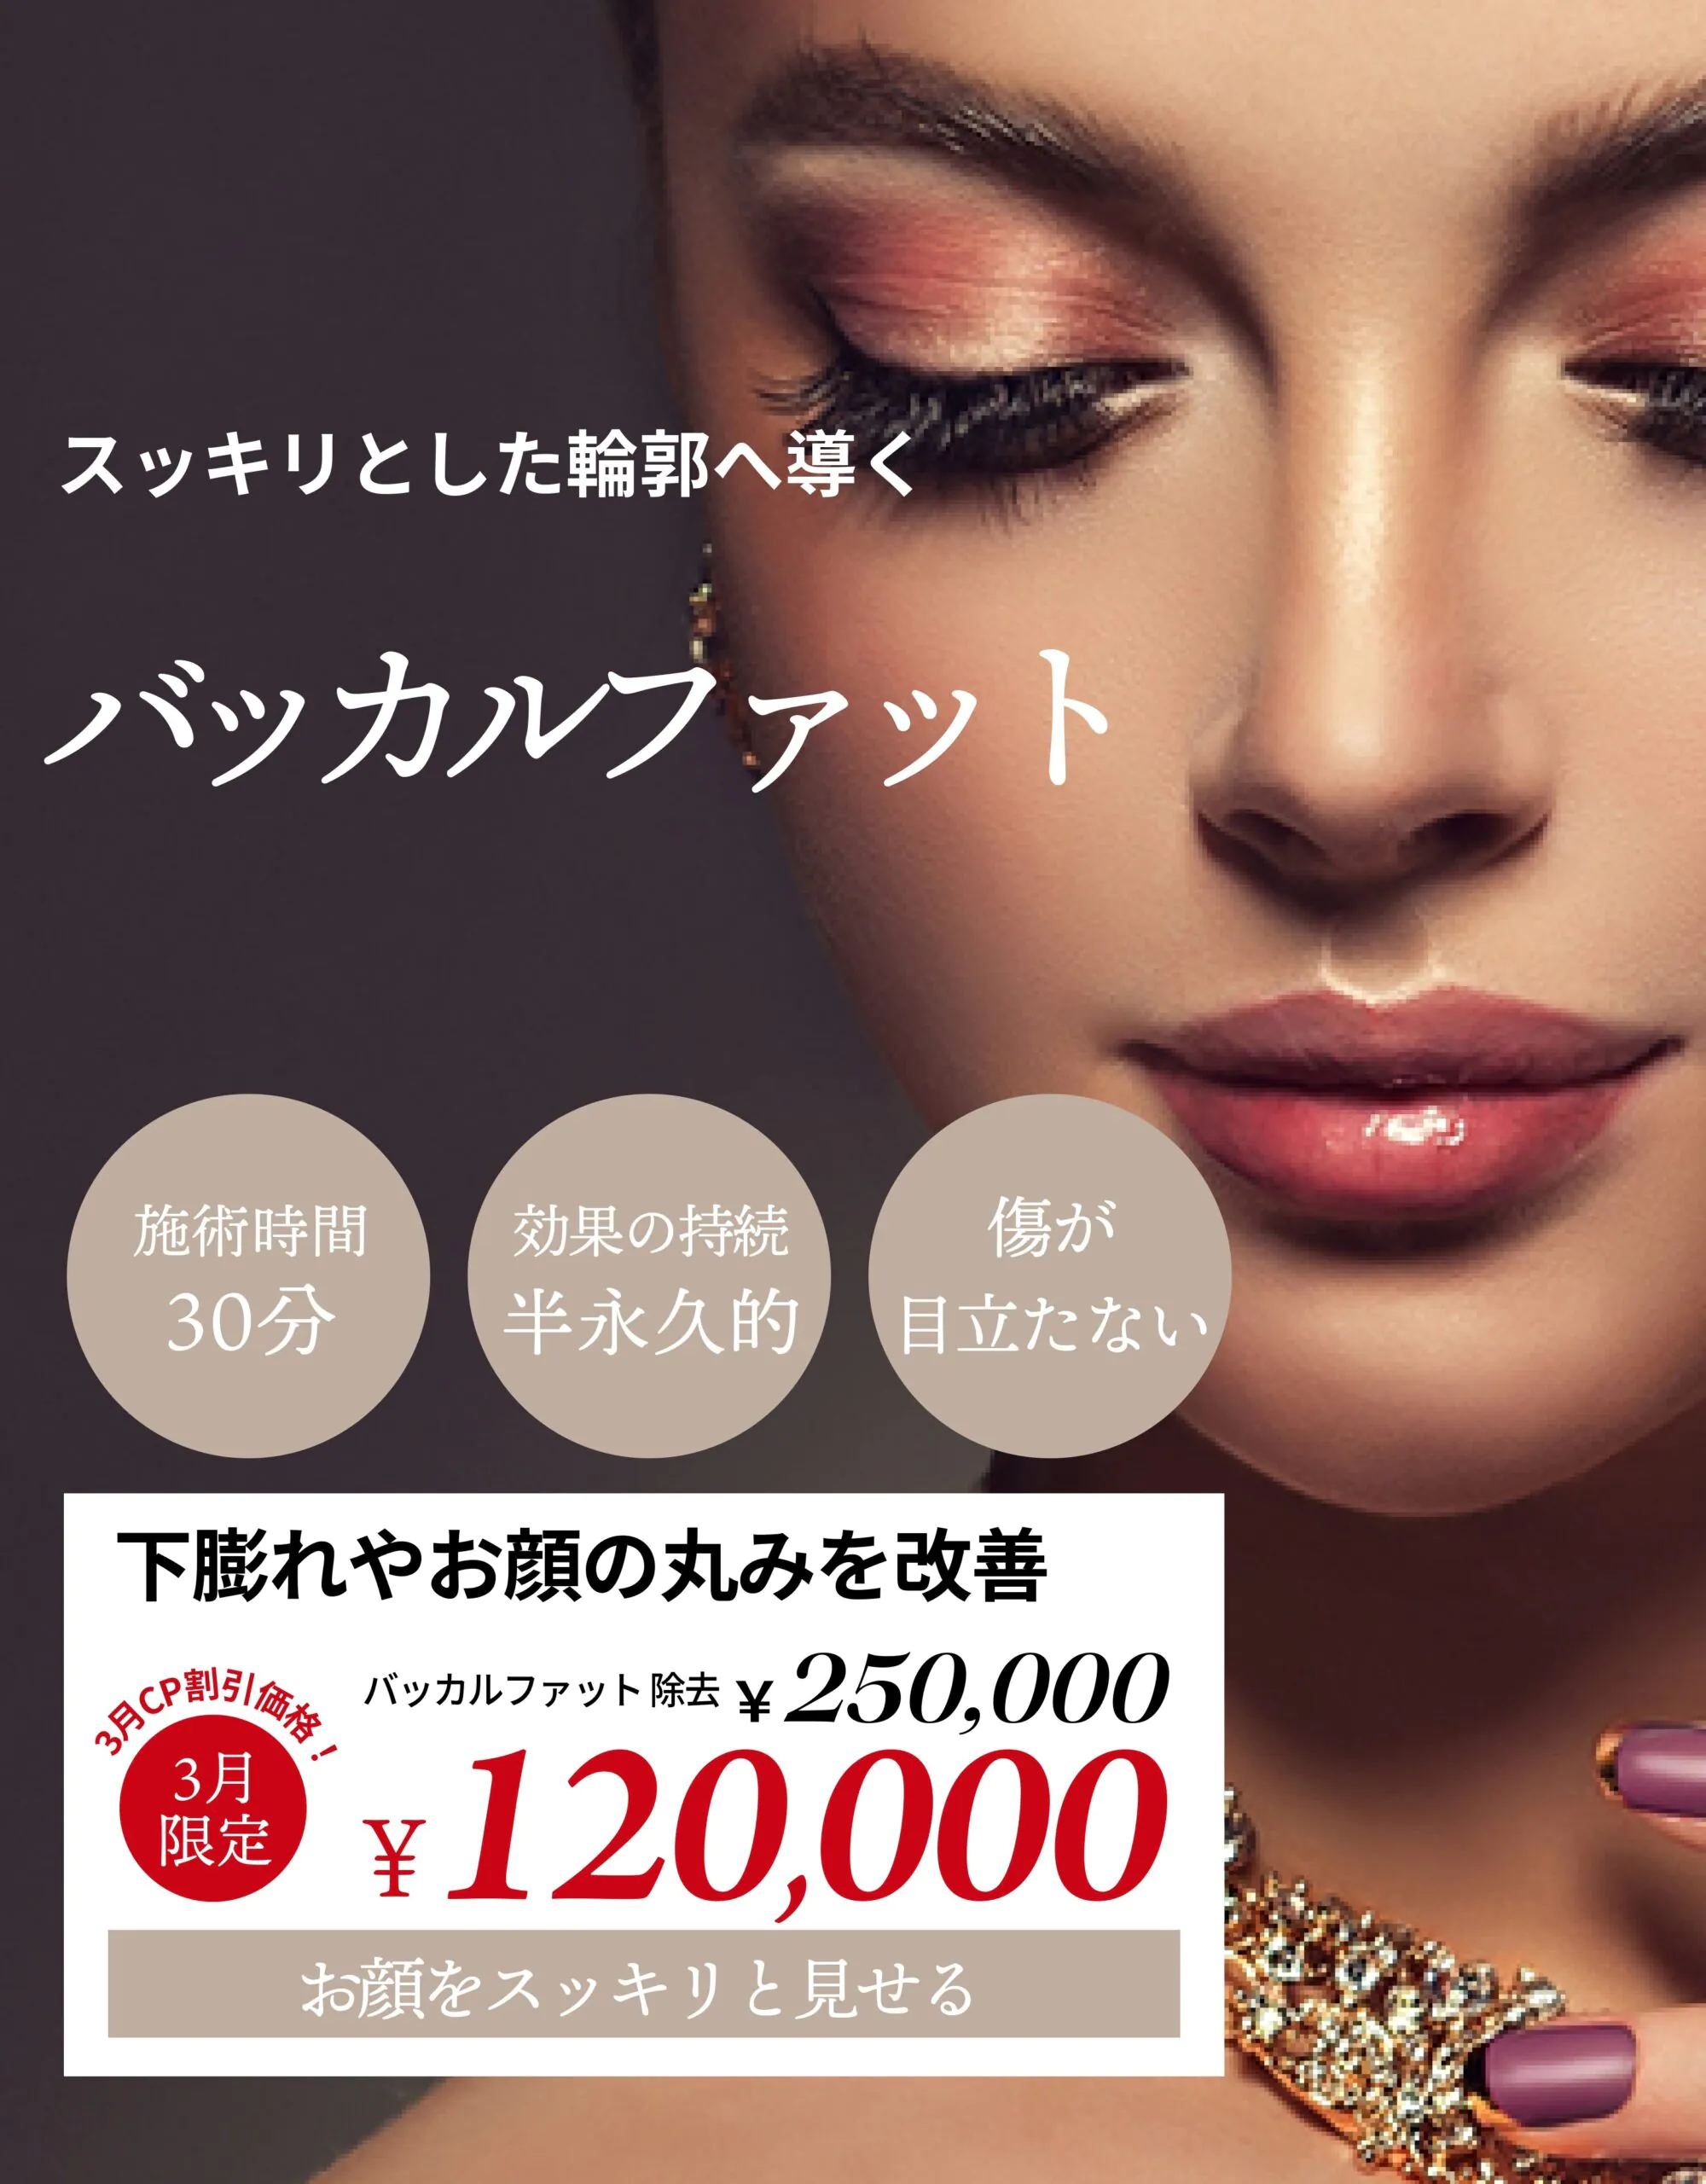 スッキリとした輪郭へ導く
バッカルファット
施術時間
30分
効果の持続
半永久的
傷が
目立たない
下膨れやお顔の丸みを改善
3月CP割引価格！
3月
限定
バッカルファット 除去 ¥250,000
¥120,000
お顔をスッキリと見せる